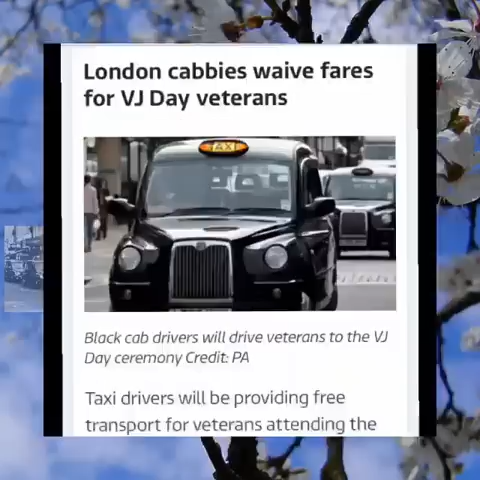 London cabbies waive fares
for VJ Day veterans
TAXI
Black cab drivers will drive veterans to the VJ
Day ceremony Credit: PA
Taxi drivers will be providing free
transport for veterans attending the